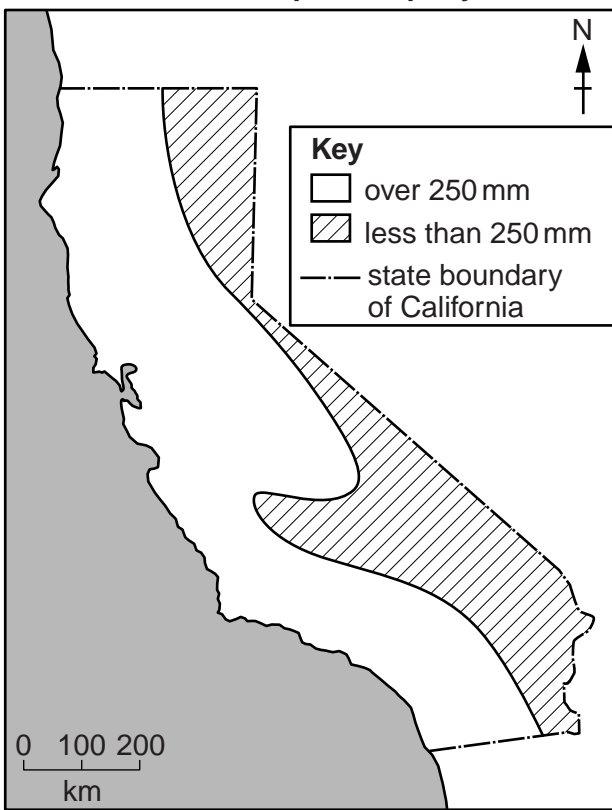 N
Key
over 250 mm
less than 250 mm
state boundary
of California
0 100 200
km